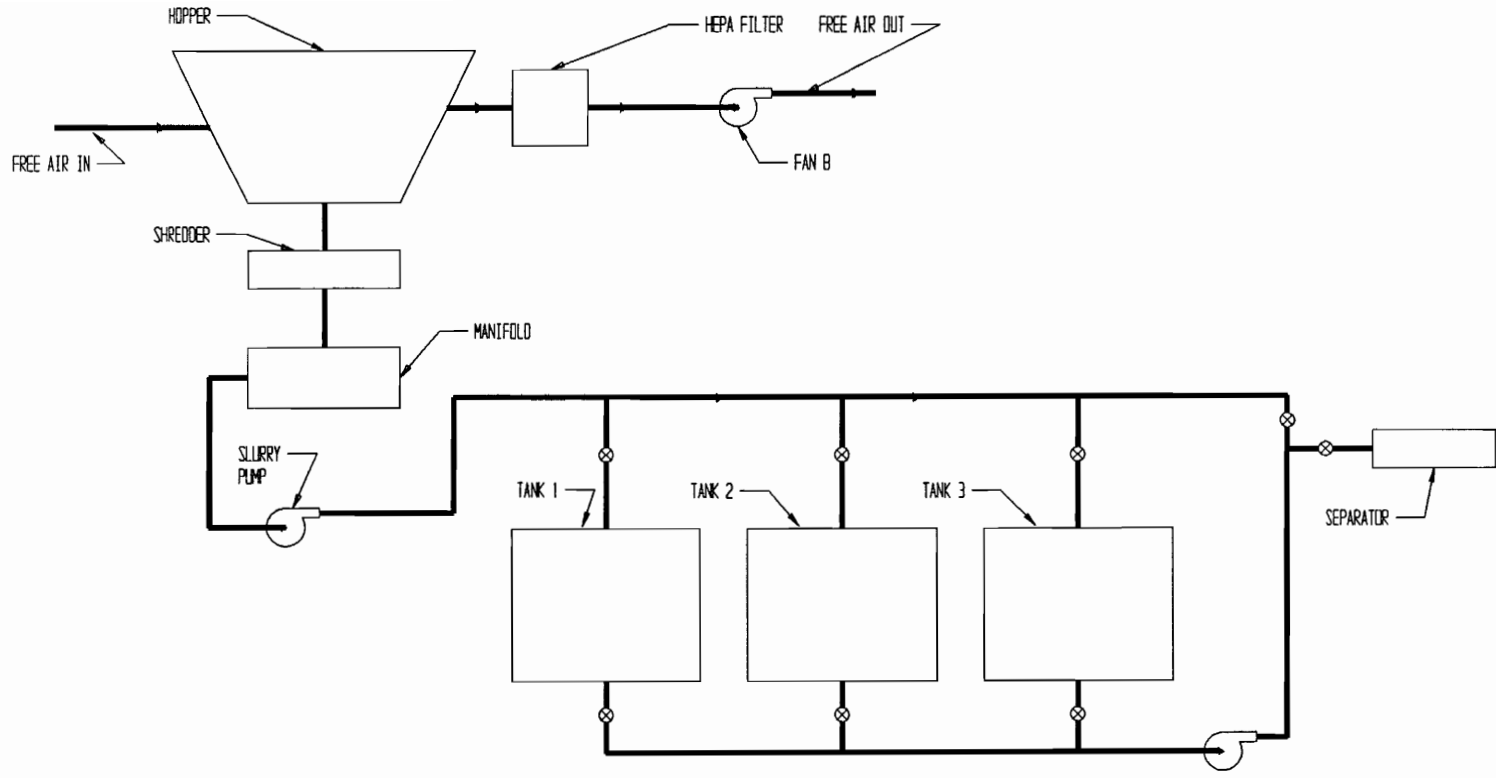 HOPPER
HEPA FILTER
FREE AIR OUT
FREE AIR IN
FAN B
SHREDDER
MANIFOLD
SLURRY
PUMP
TANK 1
TANK 2
TANK 3
SEPARATOR